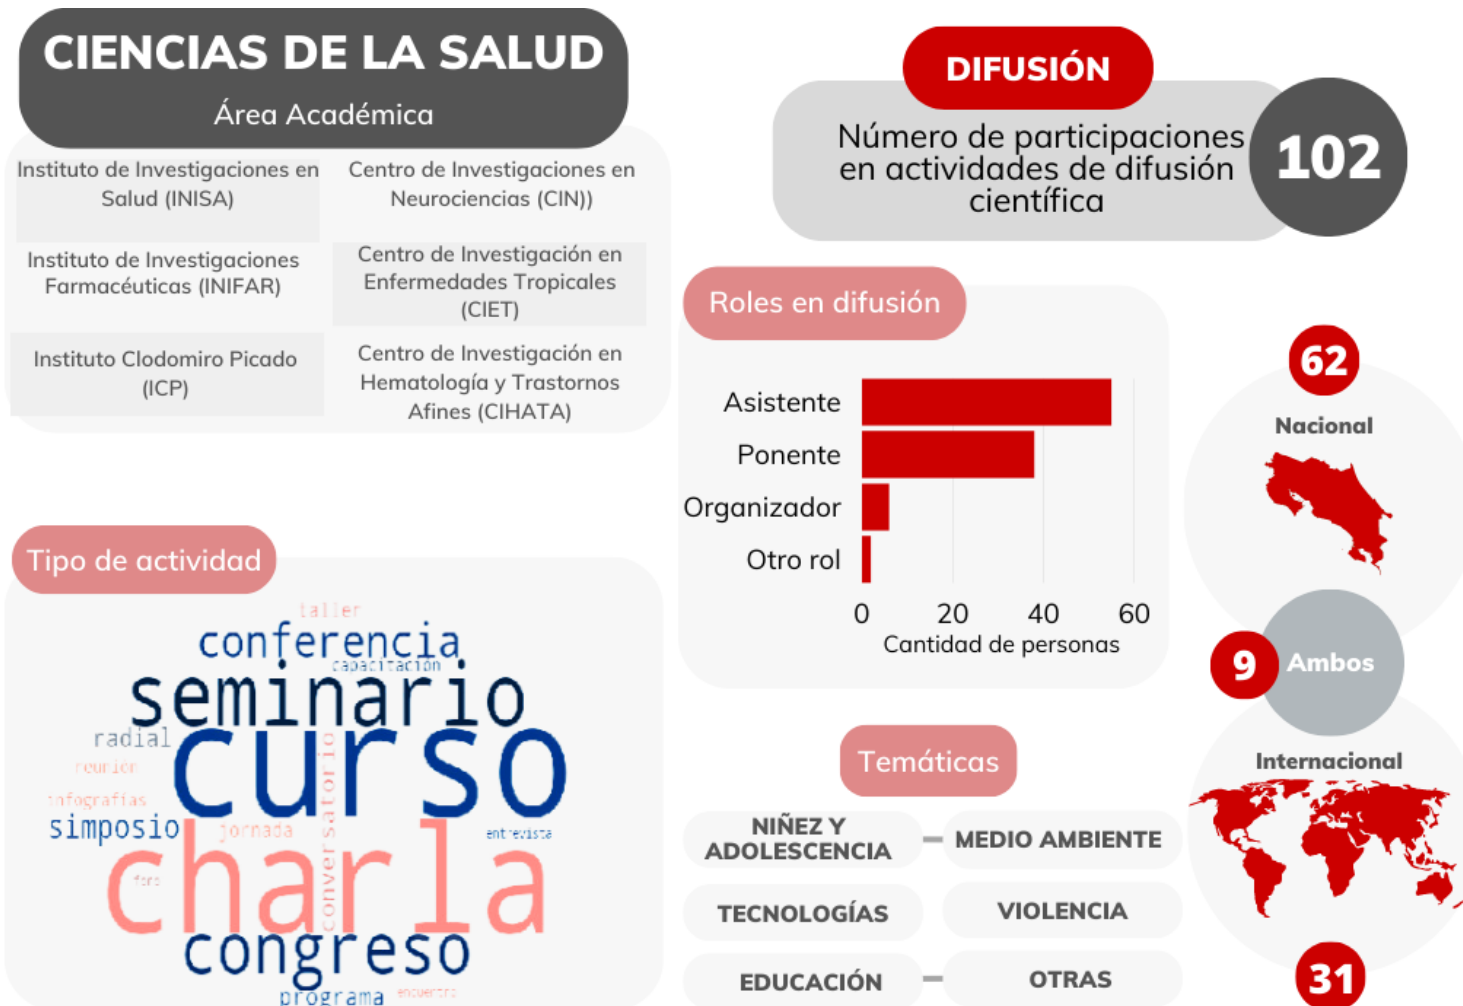 CIENCIAS DE LA SALUD
Área Académica
Instituto de Investigaciones en
Salud (INISA)
Centro de Investigaciones en
Neurociencias (CIN))
Instituto de Investigaciones
Farmacéuticas (INIFAR)
Centro de Investigación en
Enfermedades Tropicales
(CIET)
Instituto Clodomiro Picado
(ICP)
Centro de Investigación en
Hematología y Trastornos
Afines (CIHATA)
Tipo de actividad
taller
conferencia
capacitación
seminario
radial
curso
reunión
conversatorio
infografías
simposio
jornada
entrevista
charla
foro
congreso
programa
encuentro
DIFUSIÓN
Número de participaciones
en actividades de difusión
científica
102
Roles en difusión
Asistente
Ponente
Organizador
Otro rol
0 20 40 60
Cantidad de personas
62
Nacional
9
Ambos
Internacional
31
Temáticas
NIÑEZ Y
ADOLESCENCIA
MEDIO AMBIENTE
TECNOLOGÍAS
VIOLENCIA
EDUCACIÓN
OTRAS